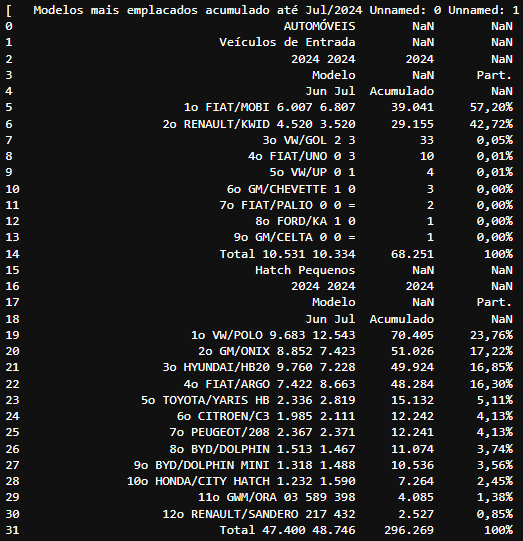 [ Modelos mais emplacados acumulado até Jul/2024 Unnamed: 0 Unnamed: 1
0 AUTOMÓVEIS NaN NaN
1 Veículos de Entrada NaN NaN
2 2024 2024 2024 NaN
3 Modelo NaN Part.
4 Jun Jul Acumulado NaN
5 1o FIAT/MOBI 6.007 6.807 39.041 57,20%
6 2o RENAULT/KWID 4.520 3.520 29.155 42,72%
7 3o VW/GOL 2 3 33 0,05%
8 4o FIAT/UNO 0 3 10 0,01%
9 5o VW/UP 0 1 4 0,01%
10 6o GM/CHEVETTE 1 0 3 0,00%
11 7o FIAT/PALIO 0 0 = 2 0,00%
12 8o FORD/KA 1 0 1 0,00%
13 9o GM/CELTA 0 0 = 1 0,00%
14 Total 10.531 10.334 68.251 100%
15 Hatch Pequenos NaN NaN
16 2024 2024 2024 NaN
17 Modelo NaN Part.
18 Jun Jul Acumulado NaN
19 1o VW/POLO 9.683 12.543 70.405 23,76%
20 2o GM/ONIX 8.852 7.423 51.026 17,22%
21 3o HYUNDAI/HB20 9.760 7.228 49.924 16,85%
22 4o FIAT/ARGO 7.422 8.663 48.284 16,30%
23 5o TOYOTA/YARIS HB 2.336 2.819 15.132 5,11%
24 6o CITROEN/C3 1.985 2.111 12.242 4,13%
25 7o PEUGEOT/208 2.367 2.371 12.241 4,13%
26 8o BYD/DOLPHIN 1.513 1.467 11.074 3,74%
27 9o BYD/DOLPHIN MINI 1.318 1.488 10.536 3,56%
28 10o HONDA/CITY HATCH 1.232 1.590 7.264 2,45%
29 11o GWM/ORA 03 589 398 4.085 1,38%
30 12o RENAULT/SANDERO 217 432 2.527 0,85%
31 Total 47.400 48.746 296.269 100%